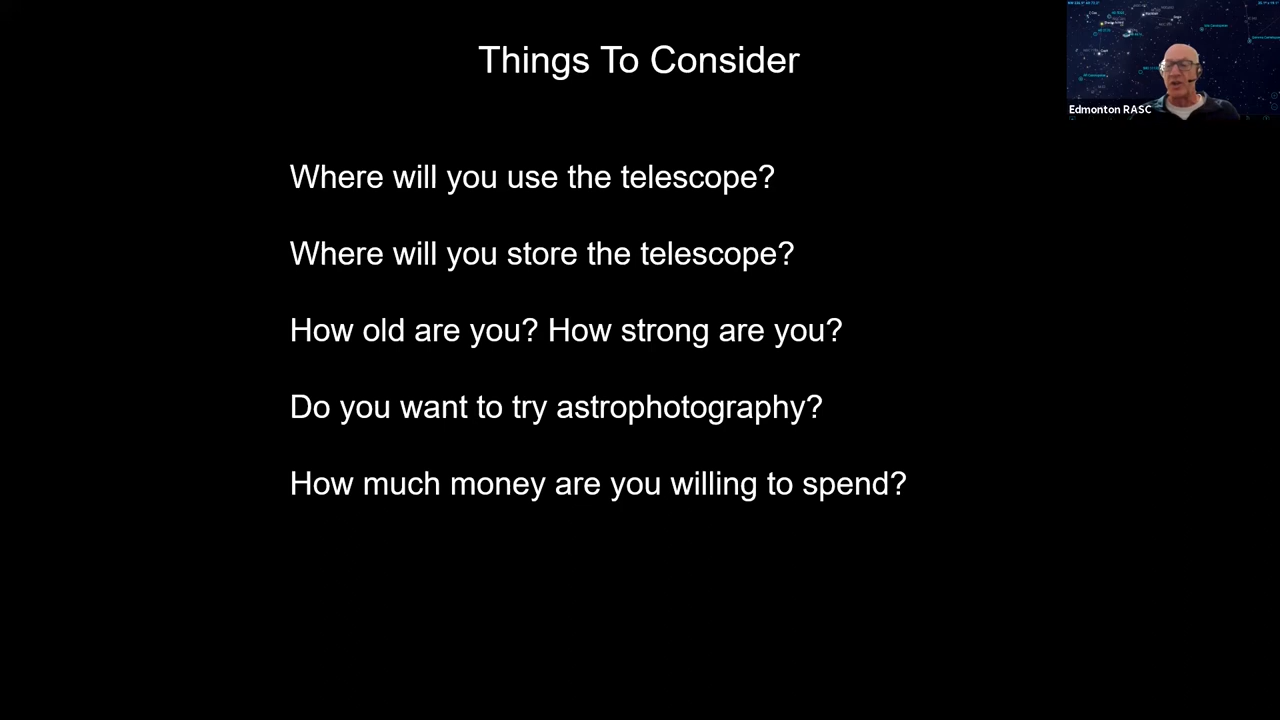 Things To Consider
Edmonton RASC
Where will you use the telescope?
Where will you store the telescope?
How old are you? How strong are you?
Do you want to try astrophotography?
How much money are you willing to spend?